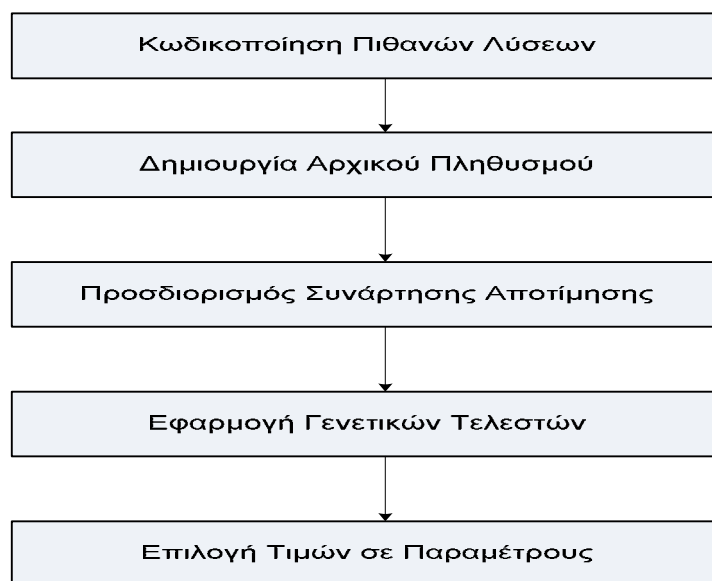 Κωδικοποίηση Πιθανών Λύσεων
Δημιουργία Αρχικού Πληθυσμού
Προσδιορισμός Συνάρτησης Αποτίμησης
Εφαρμογή Γενετικών Τελεστών
Επιλογή Τιμών σε Παραμέτρους